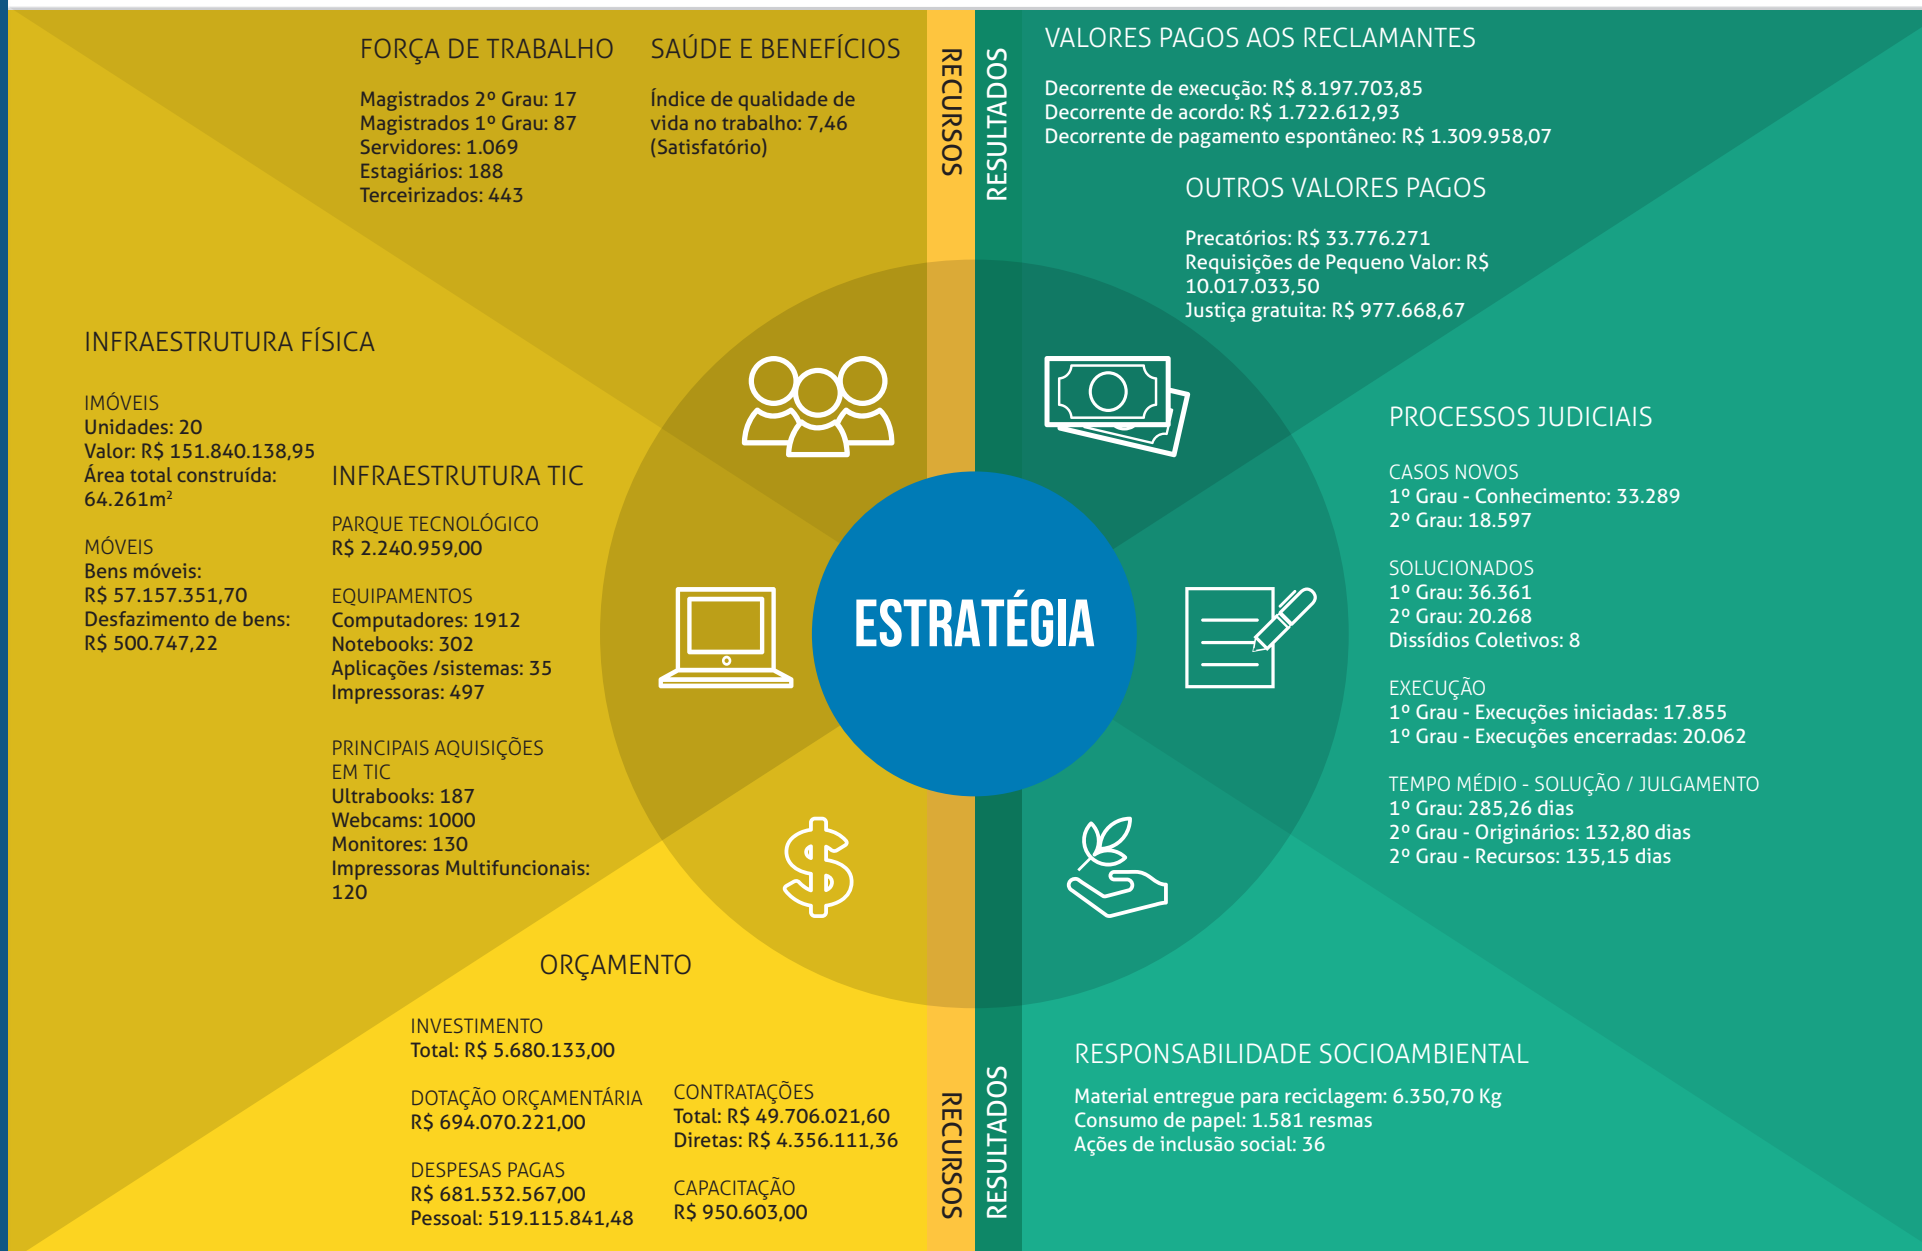 FORÇA DE TRABALHO
Magistrados 2º Grau: 17
Magistrados 1º Grau: 87
Servidores: 1.069
Estagiários: 188
Terceirizados: 443
SAÚDE E BENEFÍCIOS
Índice de qualidade de
vida no trabalho: 7,46
(Satisfatório)
RECURSOS
RESULTADOS
VALORES PAGOS AOS RECLAMANTES
Decorrente de execução: R$ 8.197.703,85
Decorrente de acordo: R$ 1.722.612,93
Decorrente de pagamento espontâneo: R$ 1.309.958,07
OUTROS VALORES PAGOS
Precatórios: R$ 33.776.271
Requisições de Pequeno Valor: R$
10.017.033,50
Justiça gratuita: R$ 977.668,67
INFRAESTRUTURA FÍSICA
IMÓVEIS
Unidades: 20
Valor: R$ 151.840.138,95
Área total construída:
64.261m²
MÓVEIS
Bens móveis:
R$ 57.157.351,70
Desfazimento de bens:
R$ 500.747,22
INFRAESTRUTURA TIC
PARQUE TECNOLÓGICO
R$ 2.240.959,00
EQUIPAMENTOS
Computadores: 1912
Notebooks: 302
Aplicações /sistemas: 35
Impressoras: 497
PRINCIPAIS AQUISIÇÕES
EM TIC
Ultrabooks: 187
Webcams: 1000
Monitores: 130
Impressoras Multifuncionais:
120
ESTRATÉGIA
PROCESSOS JUDICIAIS
CASOS NOVOS
1º Grau - Conhecimento: 33.289
2º Grau: 18.597
SOLUCIONADOS
1º Grau: 36.361
2º Grau: 20.268
Dissídios Coletivos: 8
EXECUÇÃO
1º Grau - Execuções iniciadas: 17.855
1º Grau - Execuções encerradas: 20.062
TEMPO MÉDIO - SOLUÇÃO / JULGAMENTO
1º Grau: 285,26 dias
2º Grau - Originários: 132,80 dias
2º Grau - Recursos: 135,15 dias
ORÇAMENTO
INVESTIMENTO
Total: R$ 5.680.133,00
DOTAÇÃO ORÇAMENTÁRIA
R$ 694.070.221,00
DESPESAS PAGAS
R$ 681.532.567,00
Pessoal: 519.115.841,48
CONTRATAÇÕES
Total: R$ 49.706.021,60
Diretas: R$ 4.356.111,36
CAPACITAÇÃO
R$ 950.603,00
RECURSOS
RESULTADOS
RESPONSABILIDADE SOCIOAMBIENTAL
Material entregue para reciclagem: 6.350,70 Kg
Consumo de papel: 1.581 resmas
Ações de inclusão social: 36